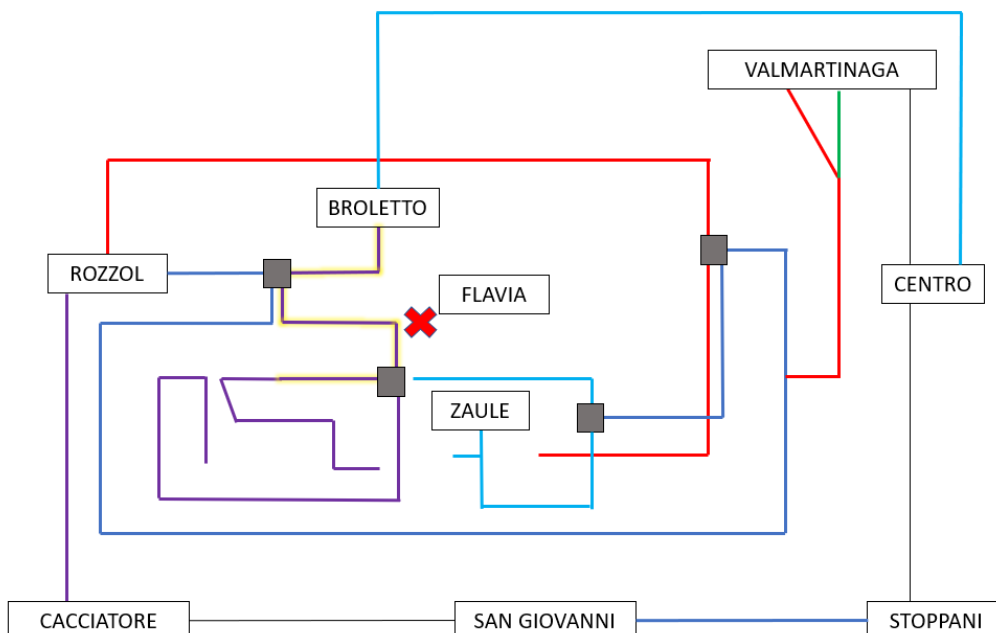 VALMARTINAGA
BROLETTO
ROZZOL
FLAVIA
CENTRO
ZAULE
CACCIATORE
SAN GIOVANNI
STOPPANI